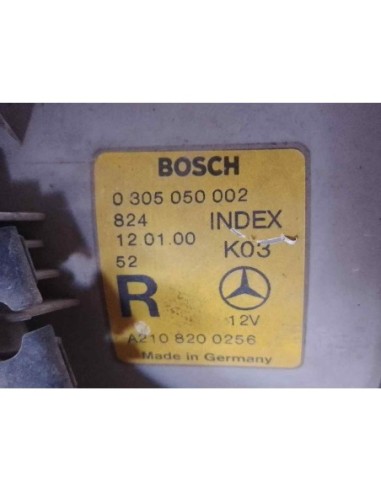 BOSCH
0 305 050 002
824 INDEX
12 01.00 K03
52
R
12V
A210 820 0256
Made in Germany